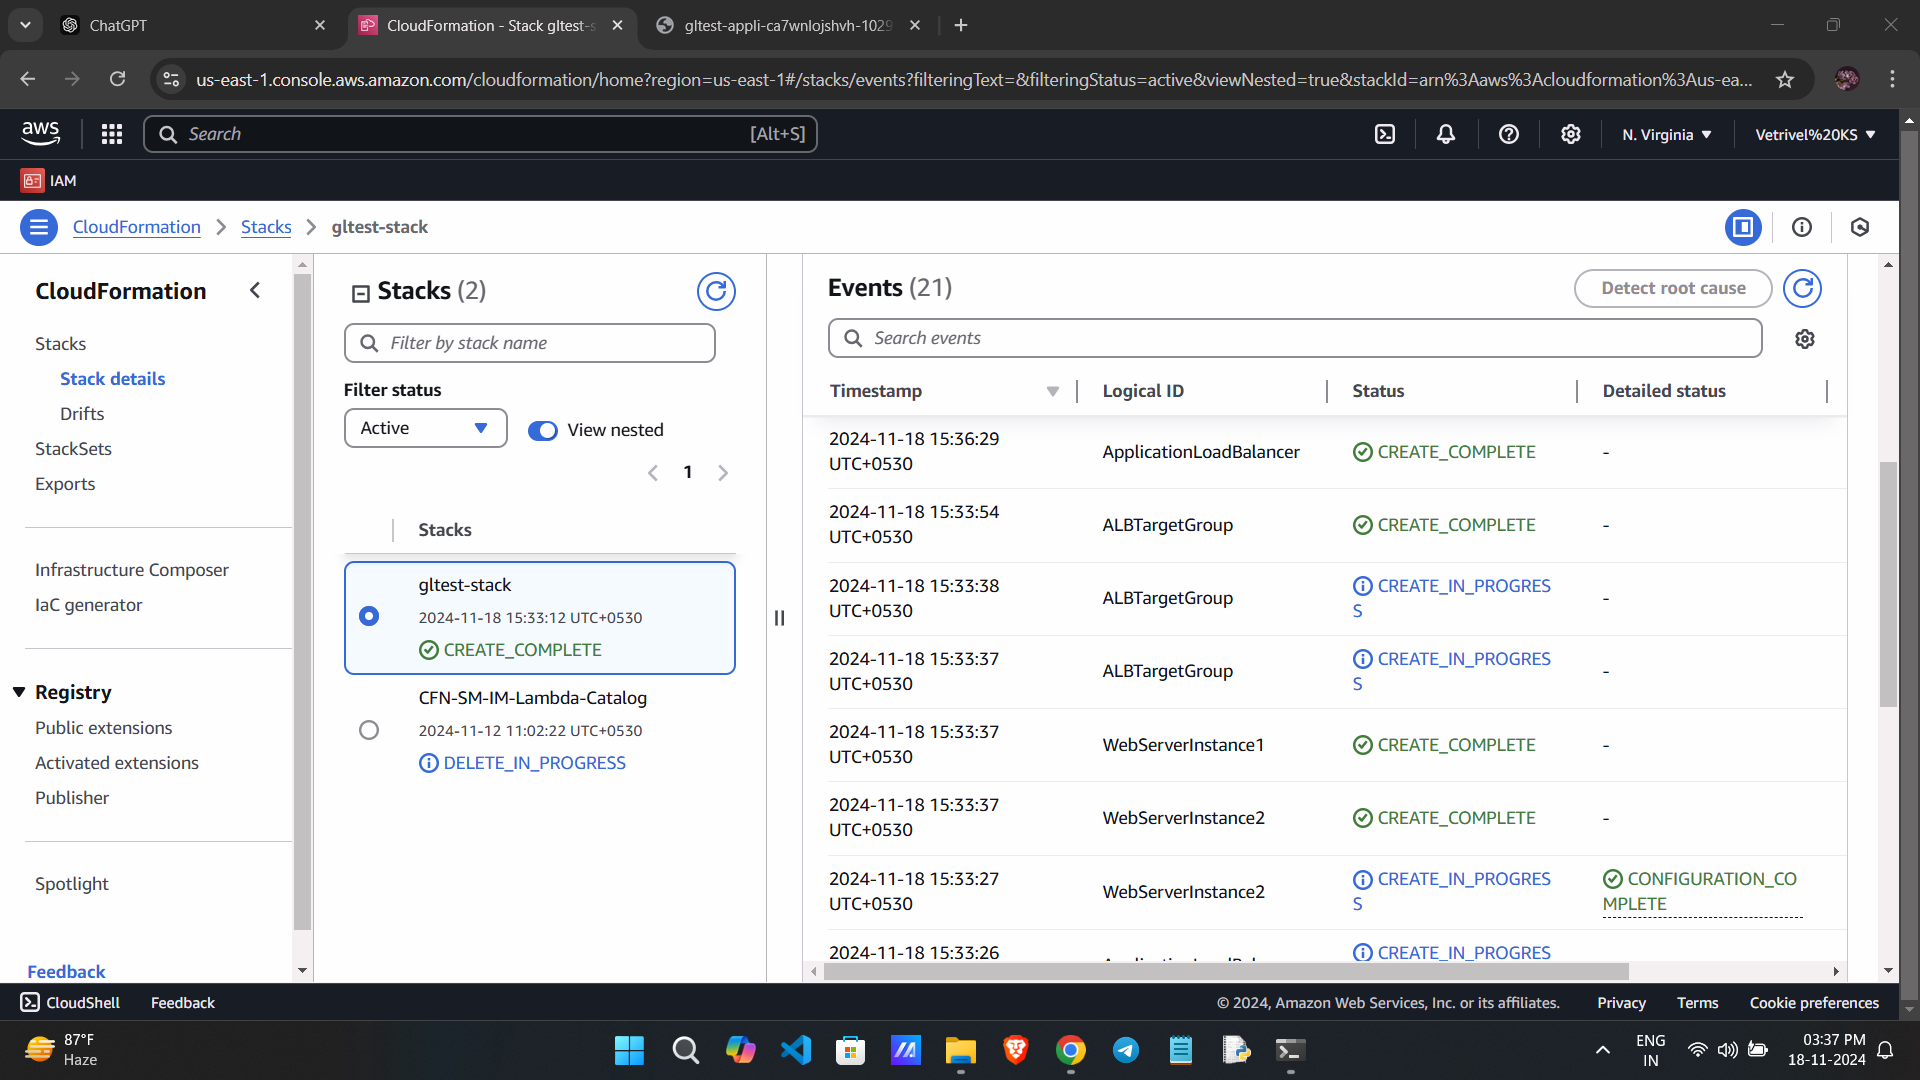 ChatGPT
CloudFormation - Stack gltest-s
gltest-appli-ca7wnlojshvh-1029
us-east-1.console.aws.amazon.com/cloudformation/home?region=us-east-1#/stacks/events?filteringText=&filteringStatus=active&viewNested=true&stackId=arn%3Aaws%3Acloudformation%3Aus-ea...
aws
Search
[Alt+S]
N. Virginia
Vetrivel%20KS
IAM
CloudFormation
Stacks
gltest-stack
CloudFormation
Stacks
Stack details
Drifts
StackSets
Exports
Infrastructure Composer
IaC generator
Registry
Public extensions
Activated extensions
Publisher
Spotlight
Feedback
Stacks (2)
Filter by stack name
Filter status
Active
View nested
1
Stacks
gltest-stack
2024-11-18 15:33:12 UTC+0530
CREATE_COMPLETE
CFN-SM-IM-Lambda-Catalog
2024-11-12 11:02:22 UTC+0530
DELETE_IN_PROGRESS
Events (21)
Detect root cause
Search events
Timestamp
Logical ID
Status
Detailed status
2024-11-18 15:36:29
UTC+0530
ApplicationLoadBalancer
CREATE_COMPLETE
-
2024-11-18 15:33:54
UTC+0530
ALBTargetGroup
CREATE_COMPLETE
-
2024-11-18 15:33:38
UTC+0530
ALBTargetGroup
CREATE_IN_PROGRES
S
-
2024-11-18 15:33:37
UTC+0530
ALBTargetGroup
CREATE_IN_PROGRES
S
-
2024-11-18 15:33:37
UTC+0530
WebServerInstance1
CREATE_COMPLETE
-
2024-11-18 15:33:37
UTC+0530
WebServerInstance2
CREATE_COMPLETE
-
2024-11-18 15:33:27
UTC+0530
WebServerInstance2
CREATE_IN_PROGRES
S
CONFIGURATION_CO
MPLETE
2024-11-18 15:33:26
CREATE_IN_PROGRES
CloudShell
Feedback
© 2024, Amazon Web Services, Inc. or its affiliates.
Privacy
Terms
Cookie preferences
87°F
Haze
ENG
IN
03:37 PM
18-11-2024